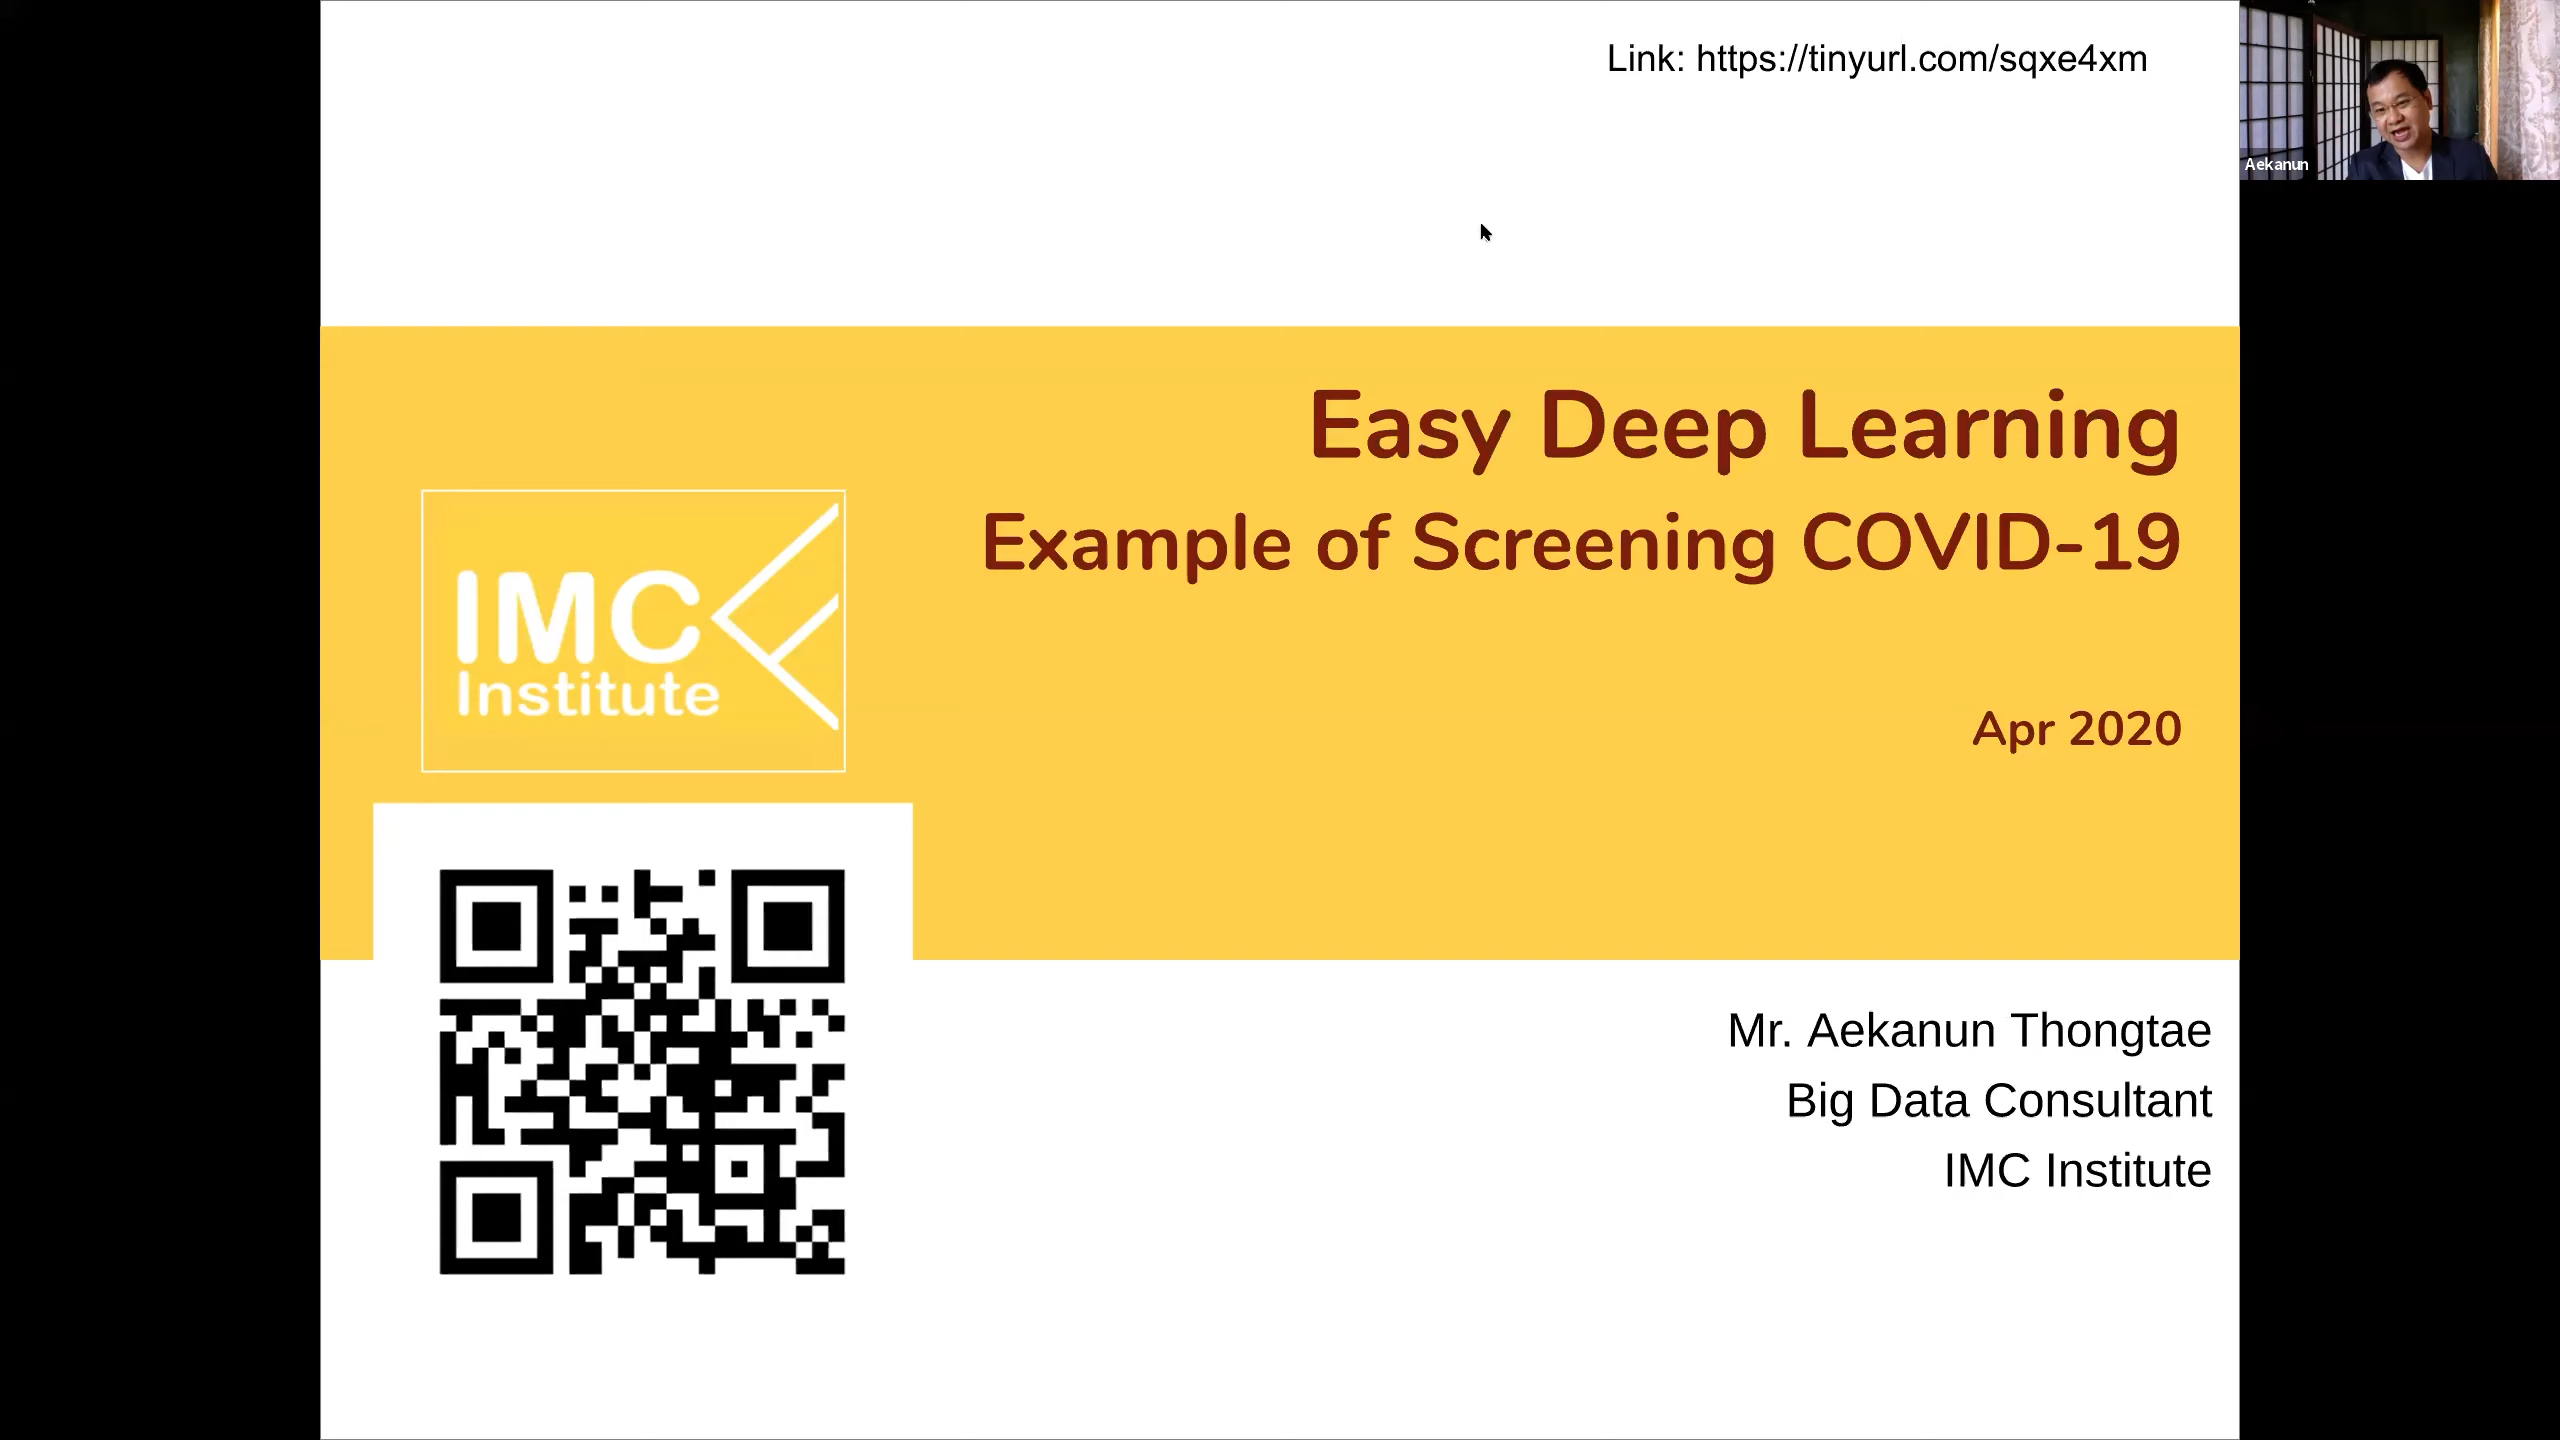 Link: https://tinyurl.com/sqxe4xm
Aekanun
Easy Deep Learning
Example of Screening COVID-19
IMC
Institute
Apr 2020
Mr. Aekanun Thongtae
Big Data Consultant
IMC Institute